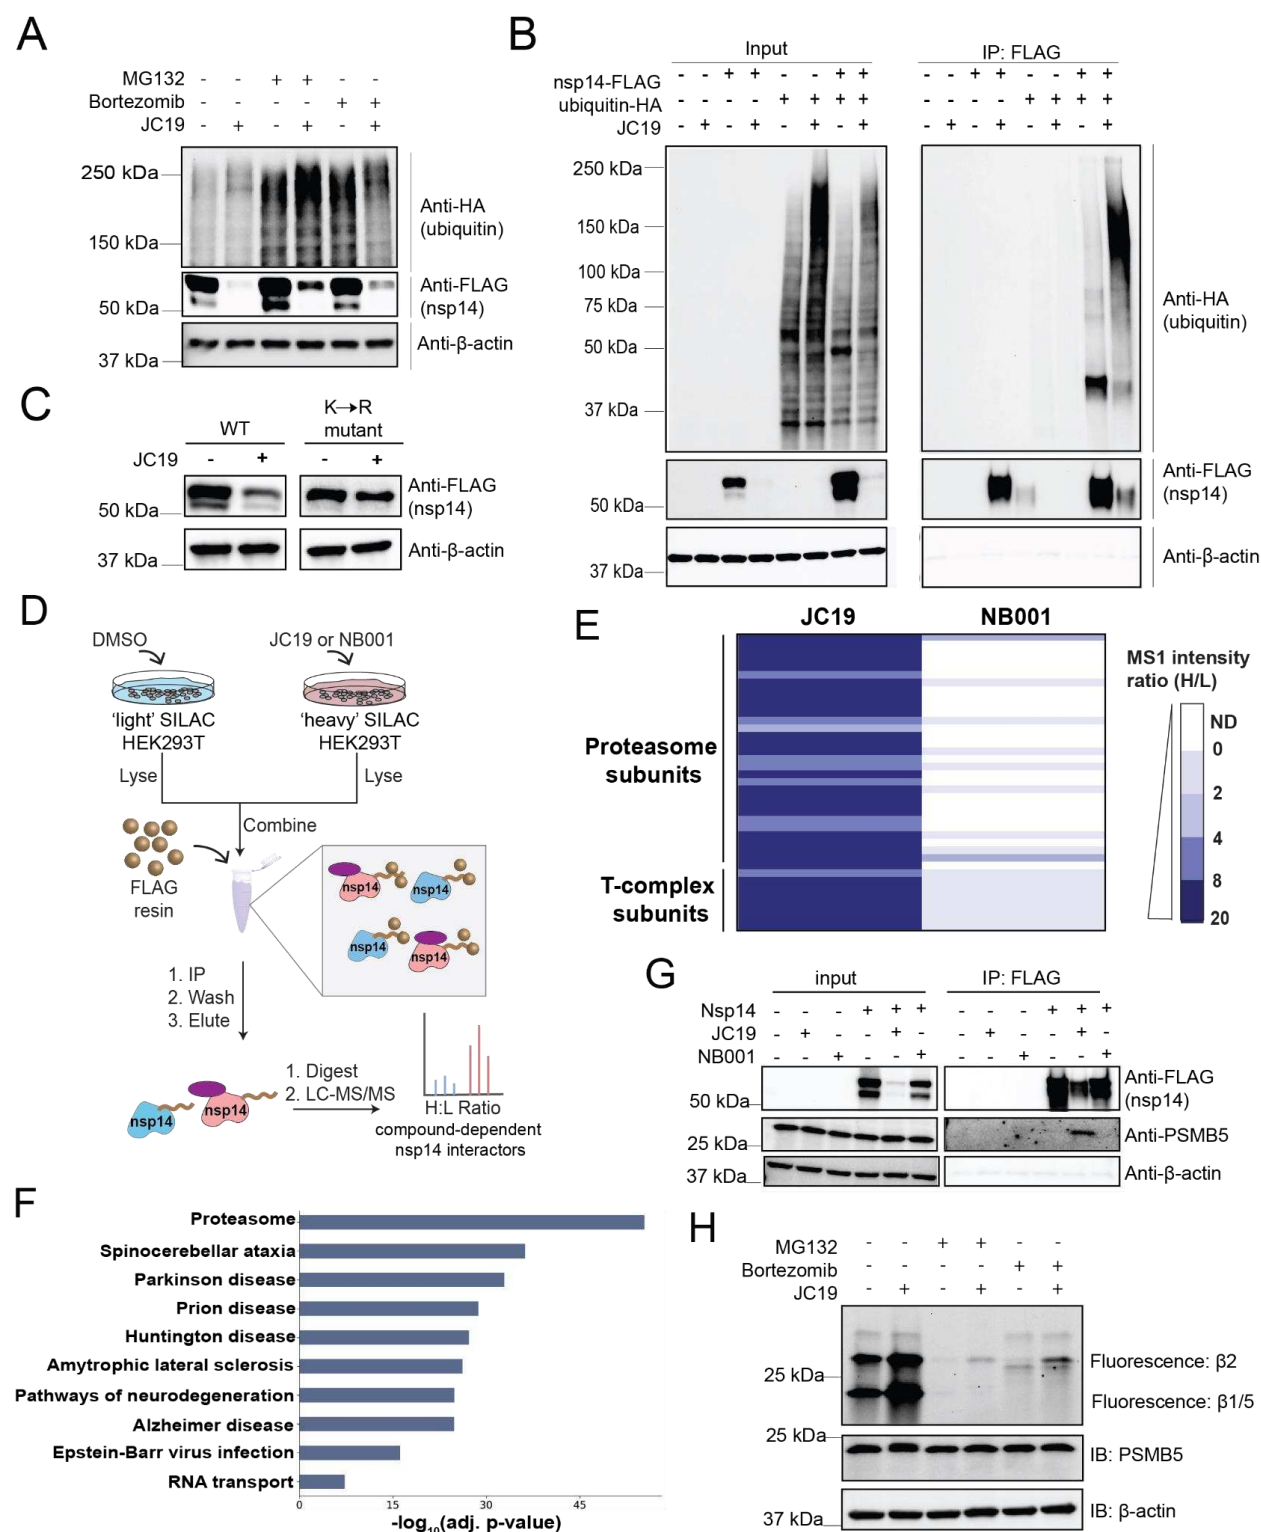 A
MG132 - - + + - -
Bortezomib - - - - + +
JC19 - + - + - +
250 kDa
150 kDa
50 kDa
37 kDa
Anti-HA
(ubiquitin)
Anti-FLAG
(nsp14)
Anti-β-actin
B
Input
IP: FLAG
nsp14-FLAG - - + + - - + + - - + + - - + +
ubiquitin-HA - - - - + + + + - - - - + + + +
JC19 - + - + - + - + - + - + - + - +
250 kDa
150 kDa
100 kDa
75 kDa
50 kDa
37 kDa
50 kDa
37 kDa
Anti-HA
(ubiquitin)
Anti-FLAG
(nsp14)
Anti-β-actin
C
WT
K→R
mutant
JC19 - + - +
50 kDa
37 kDa
Anti-FLAG
(nsp14)
Anti-β-actin
D
DMSO
JC19 or NB001
'light' SILAC
HEK293T
'heavy' SILAC
HEK293T
Lyse
Lyse
Combine
FLAG
resin
nsp14
nsp14
nsp14
nsp14
1. IP
2. Wash
3. Elute
nsp14
nsp14
1. Digest
2. LC-MS/MS
H:L Ratio
compound-dependent
nsp14 interactors
E
JC19
NB001
Proteasome
subunits
T-complex
subunits
MS1 intensity
ratio (H/L)
ND
0
2
4
8
20
F
Proteasome
Spinocerebellar ataxia
Parkinson disease
Prion disease
Huntington disease
Amytrophic lateral sclerosis
Pathways of neurodegeneration
Alzheimer disease
Epstein-Barr virus infection
RNA transport
0 15 30 45
-log10(adj. p-value)
G
input
IP: FLAG
Nsp14 - - - + + + - - - + + +
JC19 - + - - + - - + - - + -
NB001 - - + - - + - - + - - +
50 kDa
25 kDa
37 kDa
Anti-FLAG
(nsp14)
Anti-PSMB5
Anti-β-actin
H
MG132 - - + + - -
Bortezomib - - - - + +
JC19 - + - + - +
25 kDa
25 kDa
37 kDa
Fluorescence: β2
Fluorescence: β1/5
IB: PSMB5
IB: β-actin